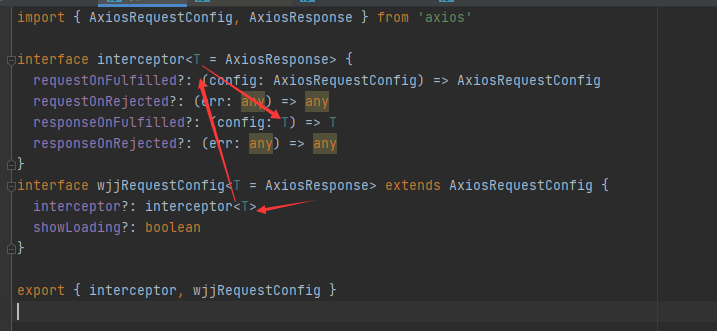 import { AxiosRequestConfig, AxiosResponse } from 'axios'
interface interceptor<T = AxiosResponse> {
requestOnFulfilled?: (config: AxiosRequestConfig) => AxiosRequestConfig
requestOnRejected?: (err: any) => any
responseOnFulfilled?: (config: T) => T
responseOnRejected?: (err: any) => any
}
interface wjjRequestConfig<T = AxiosResponse> extends AxiosRequestConfig {
interceptor?: interceptor<T>
showLoading?: boolean
}
export { interceptor, wjjRequestConfig }